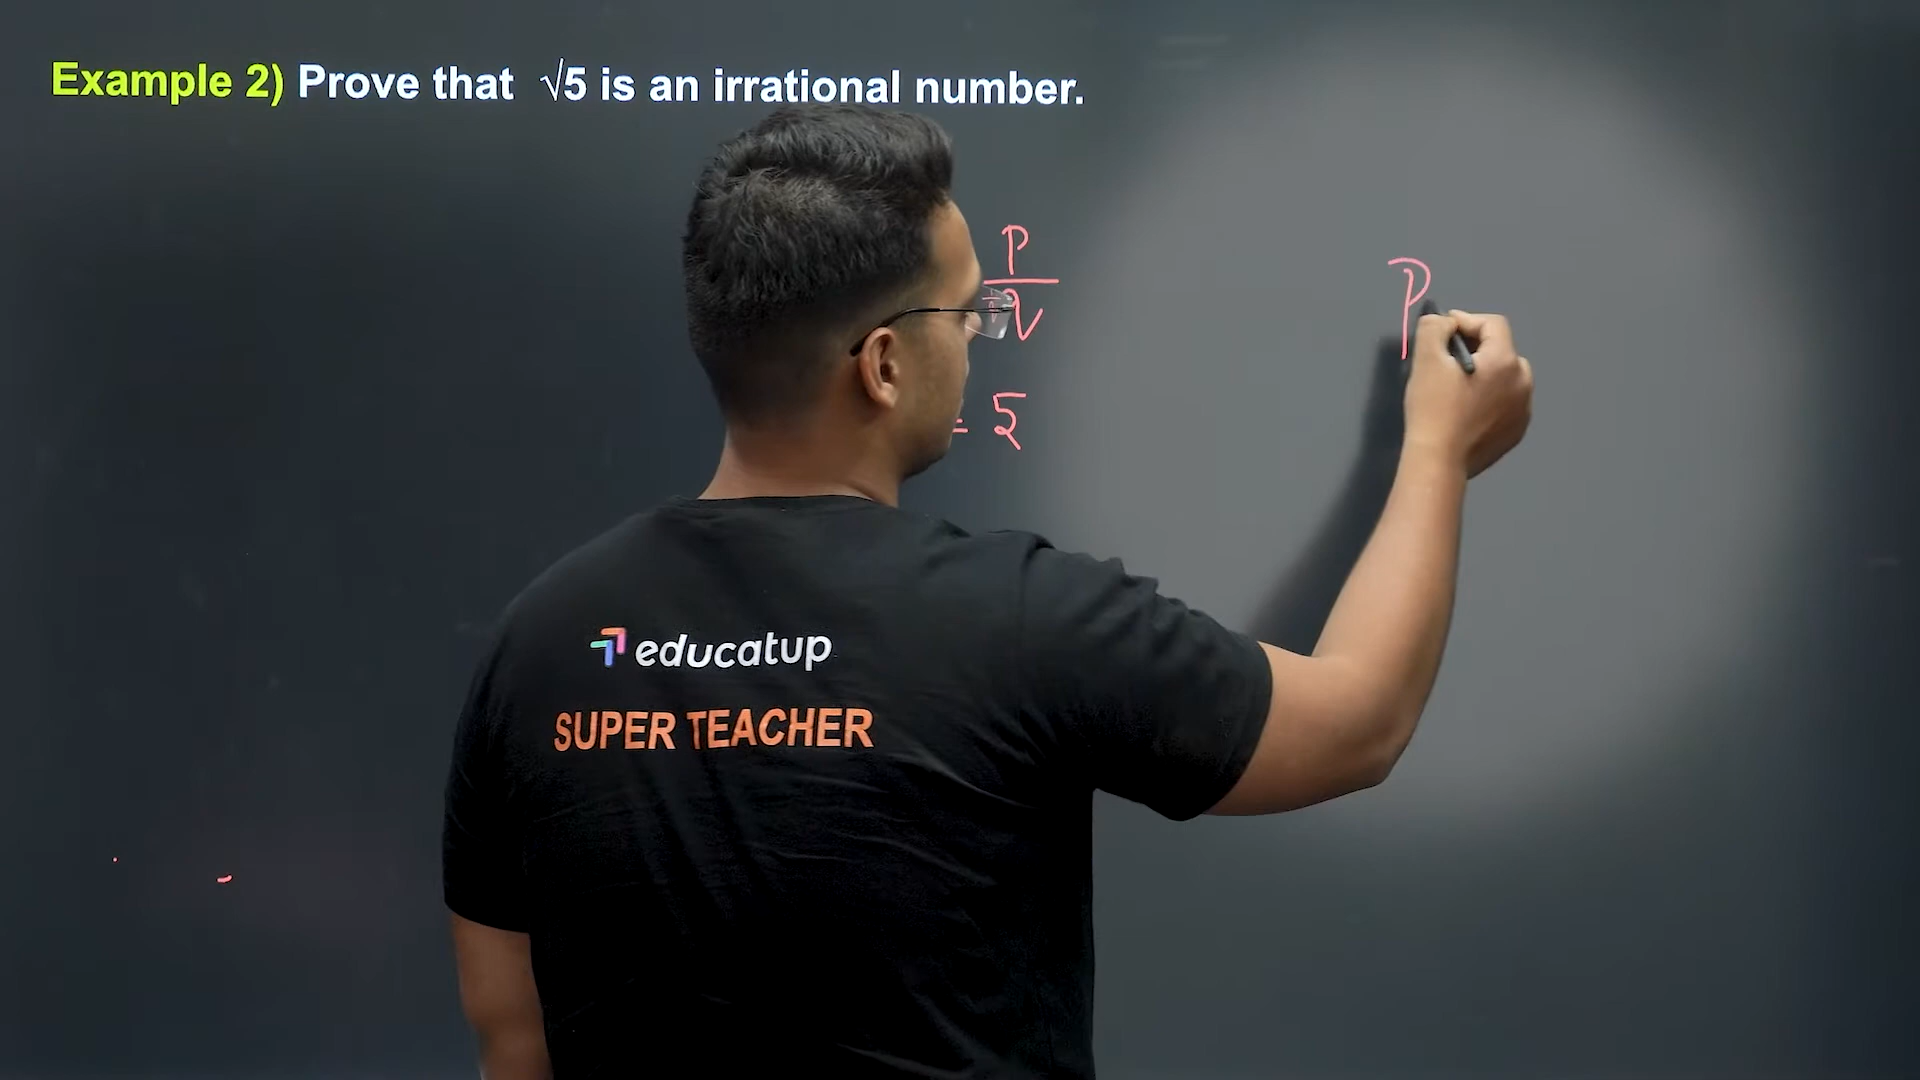 Example 2) Prove that √5 is an irrational number.
P
P
q
= 5
educatup
SUPER TEACHER